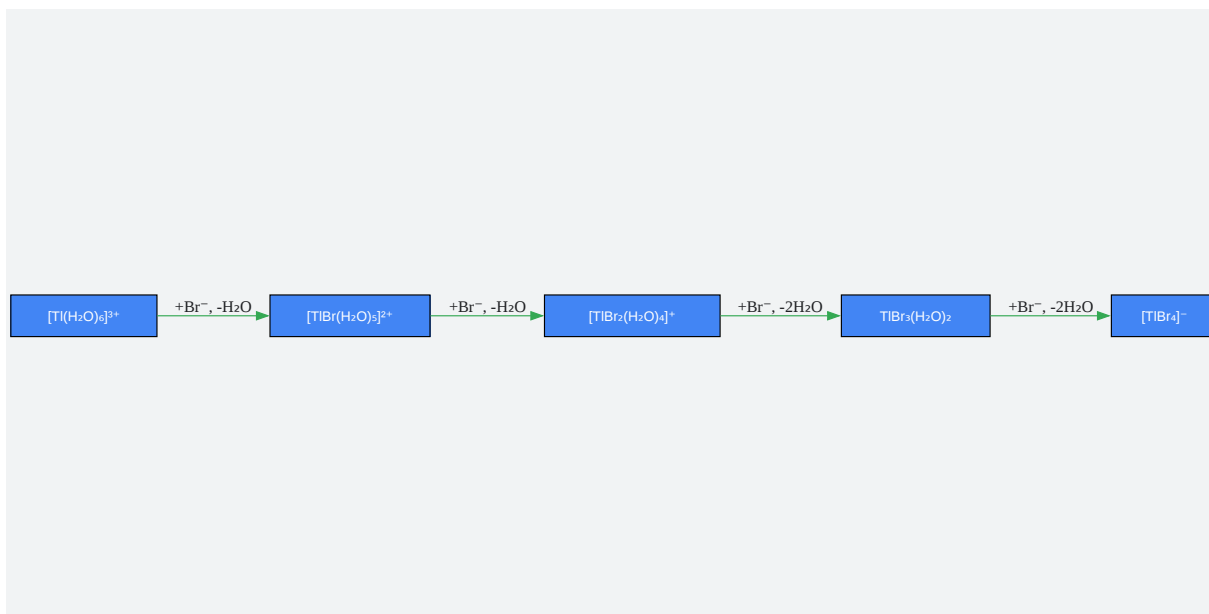 [Tl(H₂O)₆]³⁺
+Br⁻, -H₂O
[TlBr(H₂O)₅]²⁺
+Br⁻, -H₂O
[TlBr₂(H₂O)₄]⁺
+Br⁻, -2H₂O
TlBr₃(H₂O)₂
+Br⁻, -2H₂O
[TlBr₄]⁻